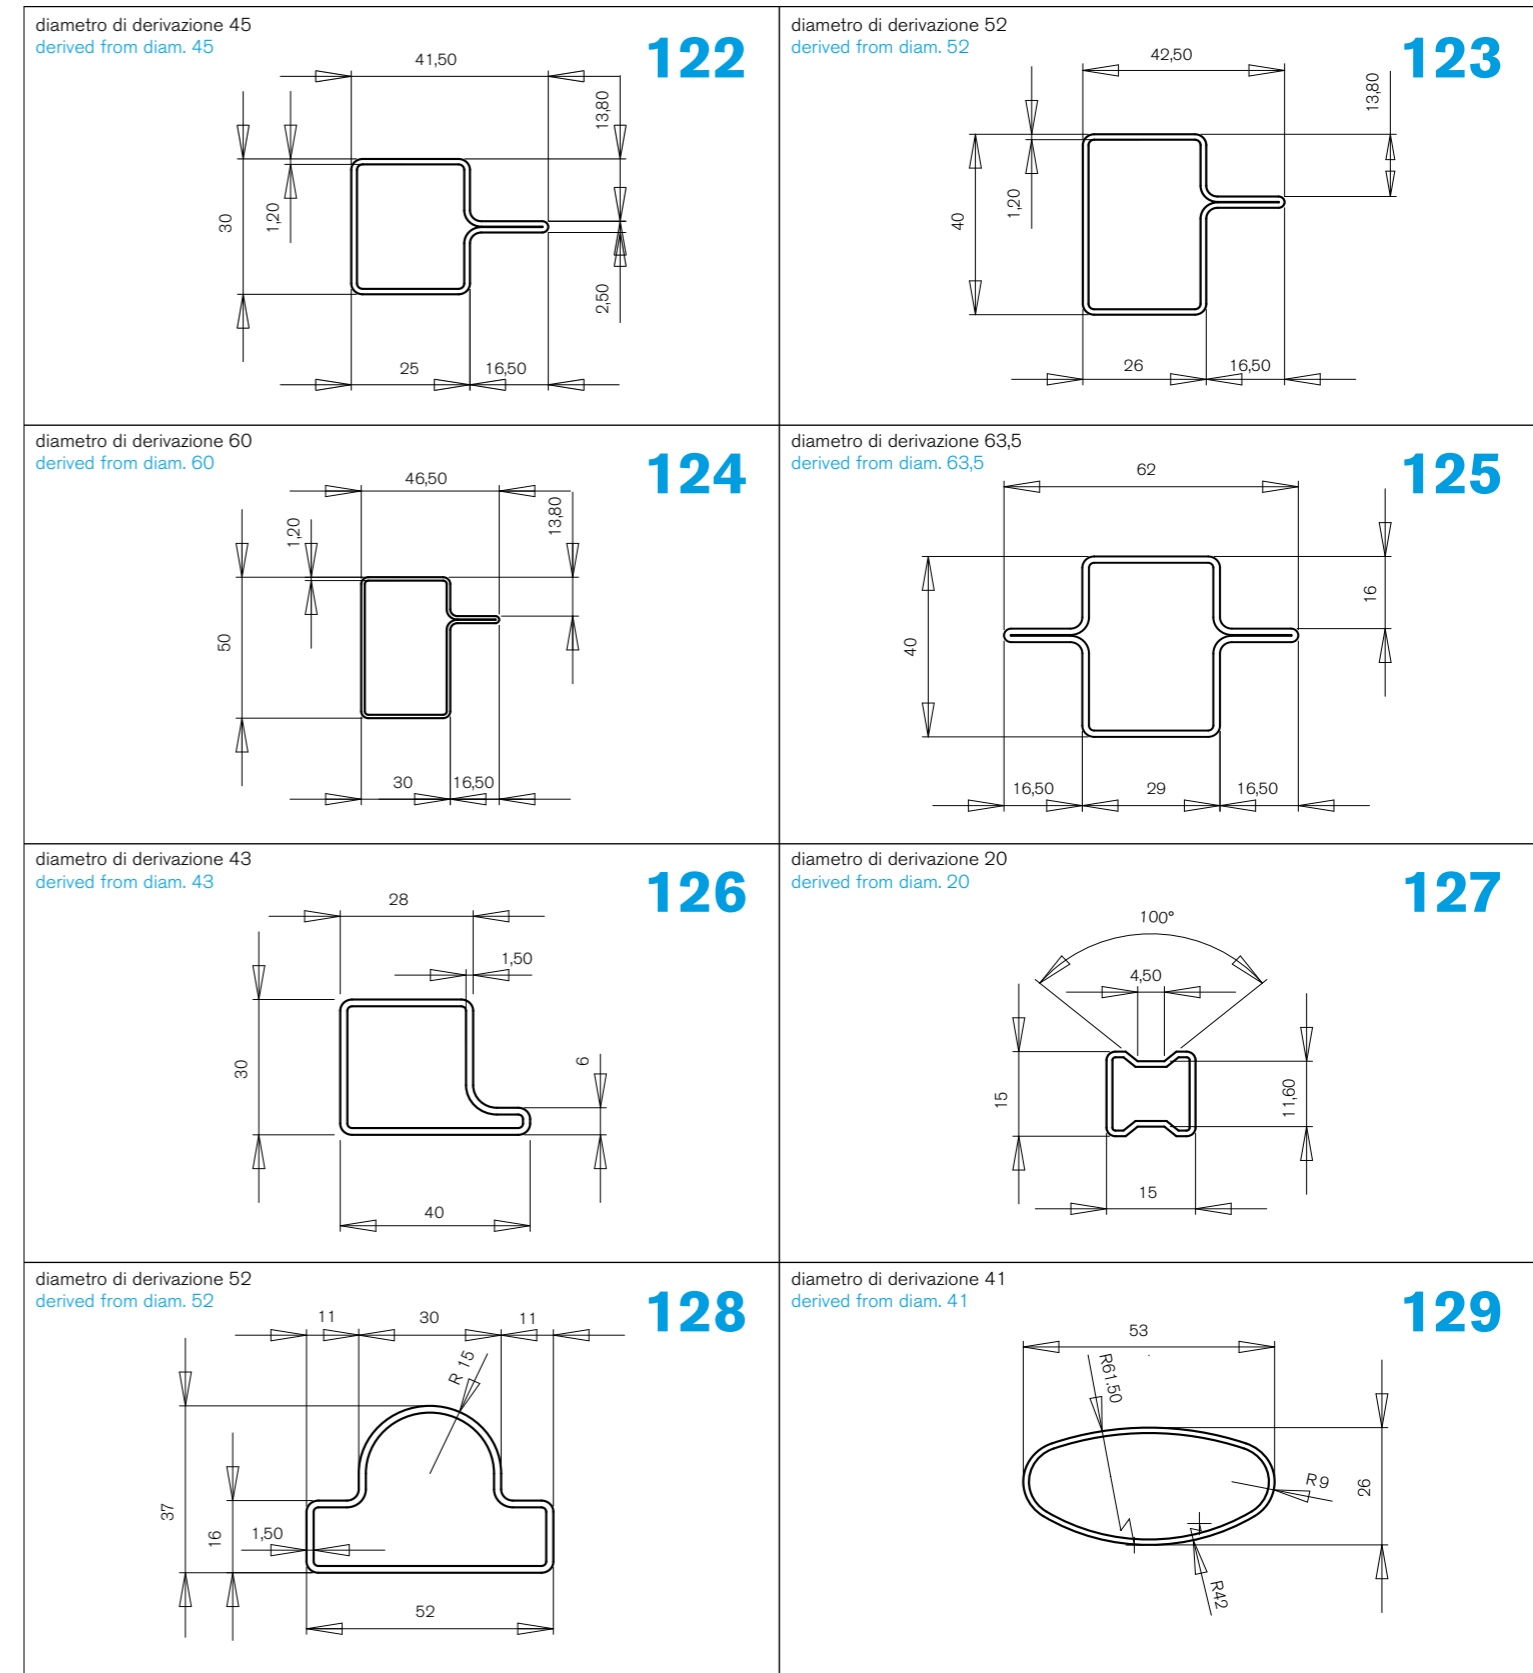 diametro di derivazione 45
derived from diam. 45
122
41,50
13,80
30
1,20
2,50
25
16,50
diametro di derivazione 52
derived from diam. 52
123
42,50
13,80
40
1,20
26
16,50
diametro di derivazione 60
derived from diam. 60
124
46,50
1,20
13,80
50
30
16,50
diametro di derivazione 63,5
derived from diam. 63,5
125
62
16
40
16,50
29
16,50
diametro di derivazione 43
derived from diam. 43
126
28
1,50
30
6
40
diametro di derivazione 20
derived from diam. 20
127
100°
4,50
15
11,60
15
diametro di derivazione 52
derived from diam. 52
128
11
30
11
R 15
37
16
1,50
52
diametro di derivazione 41
derived from diam. 41
129
53
R61.50
R9
26
R42